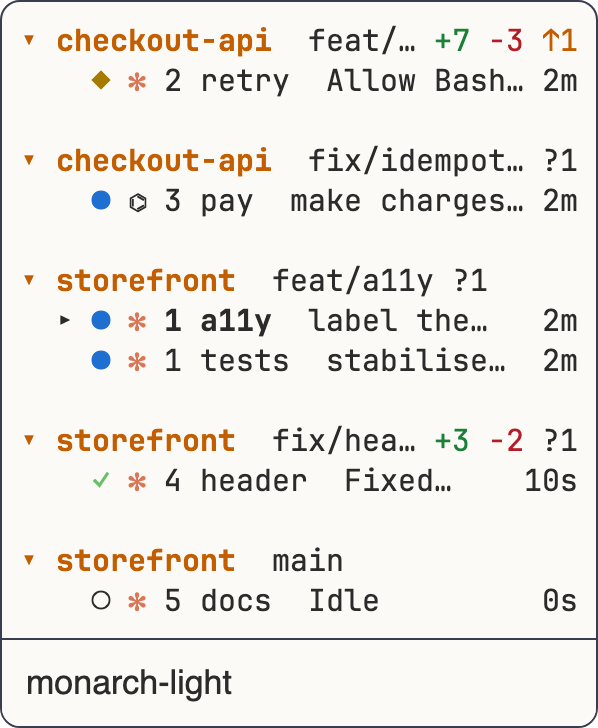 ▾ checkout-api feat/… +7 -3 ↑1
◆ ✻ 2 retry Allow Bash… 2m
▾ checkout-api fix/idempot… ?1
● ⌬ 3 pay make charges… 2m
▾ storefront feat/a11y ?1
▸ ● ✻ 1 a11y label the… 2m
● ✻ 1 tests stabilise… 2m
▾ storefront fix/hea… +3 -2 ?1
✓ ✻ 4 header Fixed… 10s
▾ storefront main
○ ✻ 5 docs Idle 0s
monarch-light